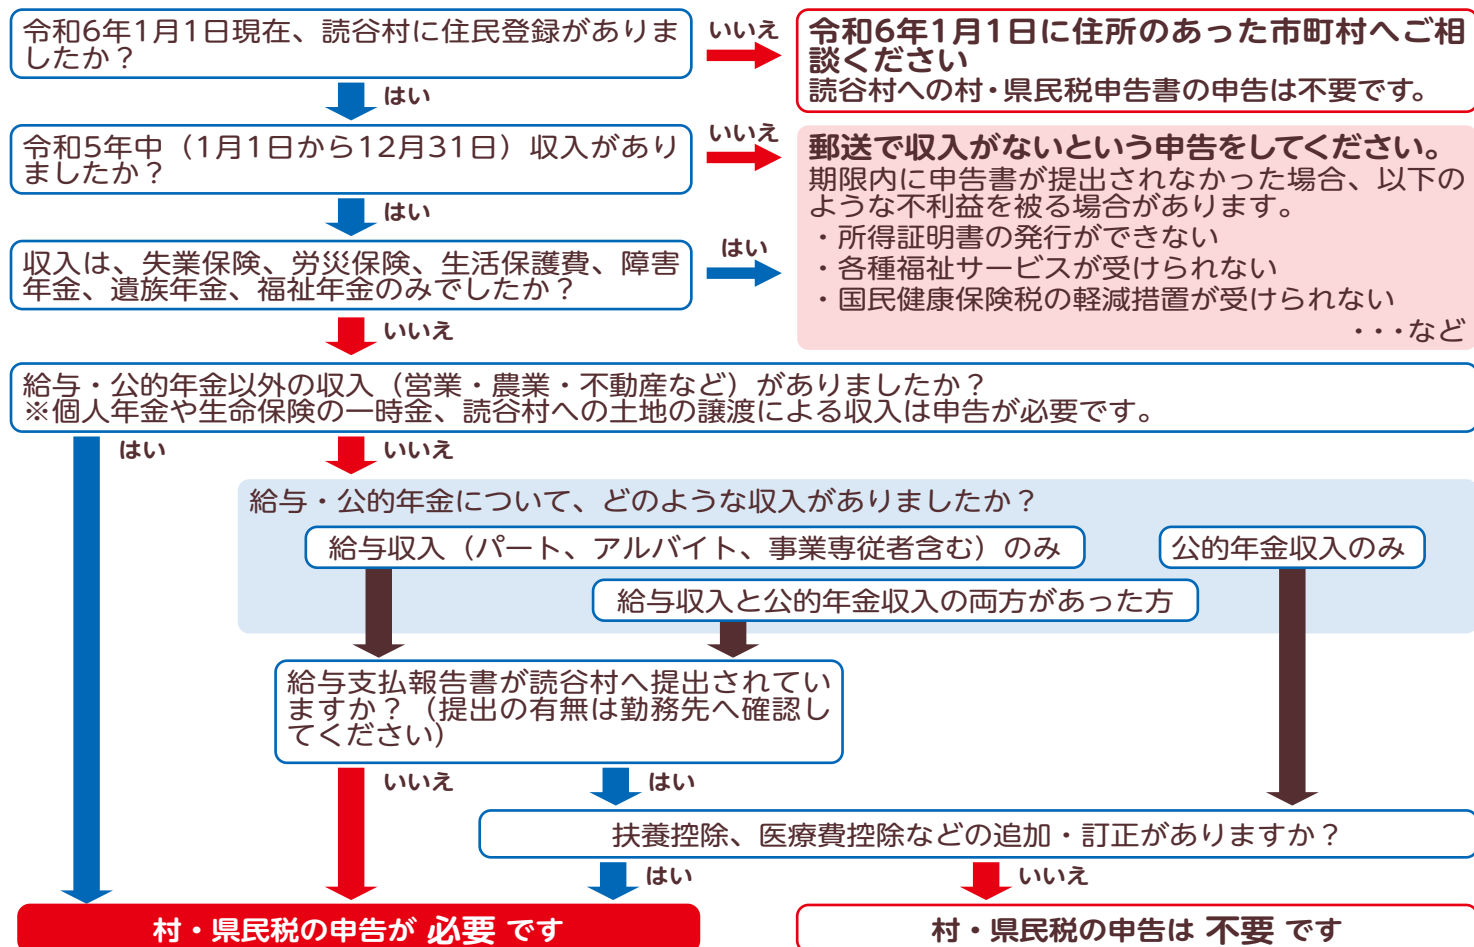 令和6年1月1日現在、読谷村に住民登録がありま
したか？
いいえ
令和6年1月1日に住所のあった市町村へご相
談ください
読谷村への村・県民税申告書の申告は不要です。
はい
令和5年中（1月1日から12月31日）収入があり
ましたか？
いいえ
郵送で収入がないという申告をしてください。
期限内に申告書が提出されなかった場合、以下の
ような不利益を被る場合があります。
・所得証明書の発行ができない
・各種福祉サービスが受けられない
・国民健康保険税の軽減措置が受けられない
・・・など
はい
収入は、失業保険、労災保険、生活保護費、障害
年金、遺族年金、福祉年金のみでしたか？
はい
いいえ
給与・公的年金以外の収入（営業・農業・不動産など）がありましたか？
※個人年金や生命保険の一時金、読谷村への土地の譲渡による収入は申告が必要です。
はい
いいえ
給与・公的年金について、どのような収入がありましたか？
給与収入（パート、アルバイト、事業専従者含む）のみ
公的年金収入のみ
給与収入と公的年金収入の両方があった方
給与支払報告書が読谷村へ提出されてい
ますか？（提出の有無は勤務先へ確認し
てください）
いいえ
はい
扶養控除、医療費控除などの追加・訂正がありますか？
はい
いいえ
村・県民税の申告が 必要 です
村・県民税の申告は 不要 です